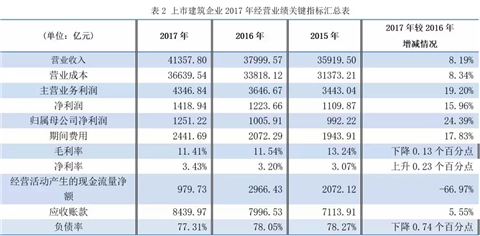 表 2 上市建筑企业 2017 年经营业绩关键指标汇总表
(单位：亿元) 2017 年 2016 年 2015 年 2017 年较 2016 年
增减情况
营业收入 41357.80 37999.57 35919.50 8.19%
营业成本 36639.54 33818.12 31373.21 8.34%
主营业务利润 4346.84 3646.67 3443.04 19.20%
净利润 1418.94 1223.66 1109.87 15.96%
归属母公司净利润 1251.22 1005.91 992.22 24.39%
期间费用 2441.69 2072.29 1943.91 17.83%
毛利率 11.41% 11.54% 13.24% 下降 0.13 个百分点
净利率 3.43% 3.20% 3.07% 上升 0.23 个百分点
经营活动产生的现金流量净
额 979.73 2966.43 2072.12 -66.97%
应收账款 8439.97 7996.53 7113.91 5.55%
负债率 77.31% 78.05% 78.27% 下降 0.74 个百分点